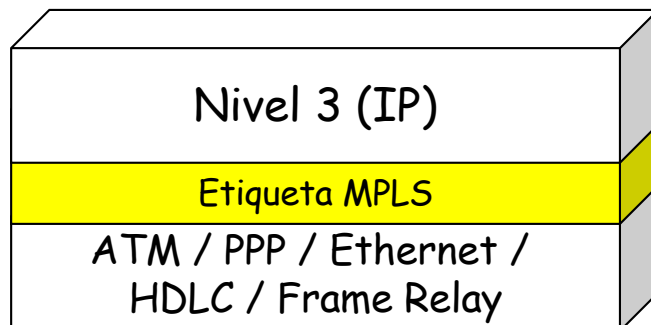 Nivel 3 (IP)
Etiqueta MPLS
ATM / PPP / Ethernet /
HDLC / Frame Relay